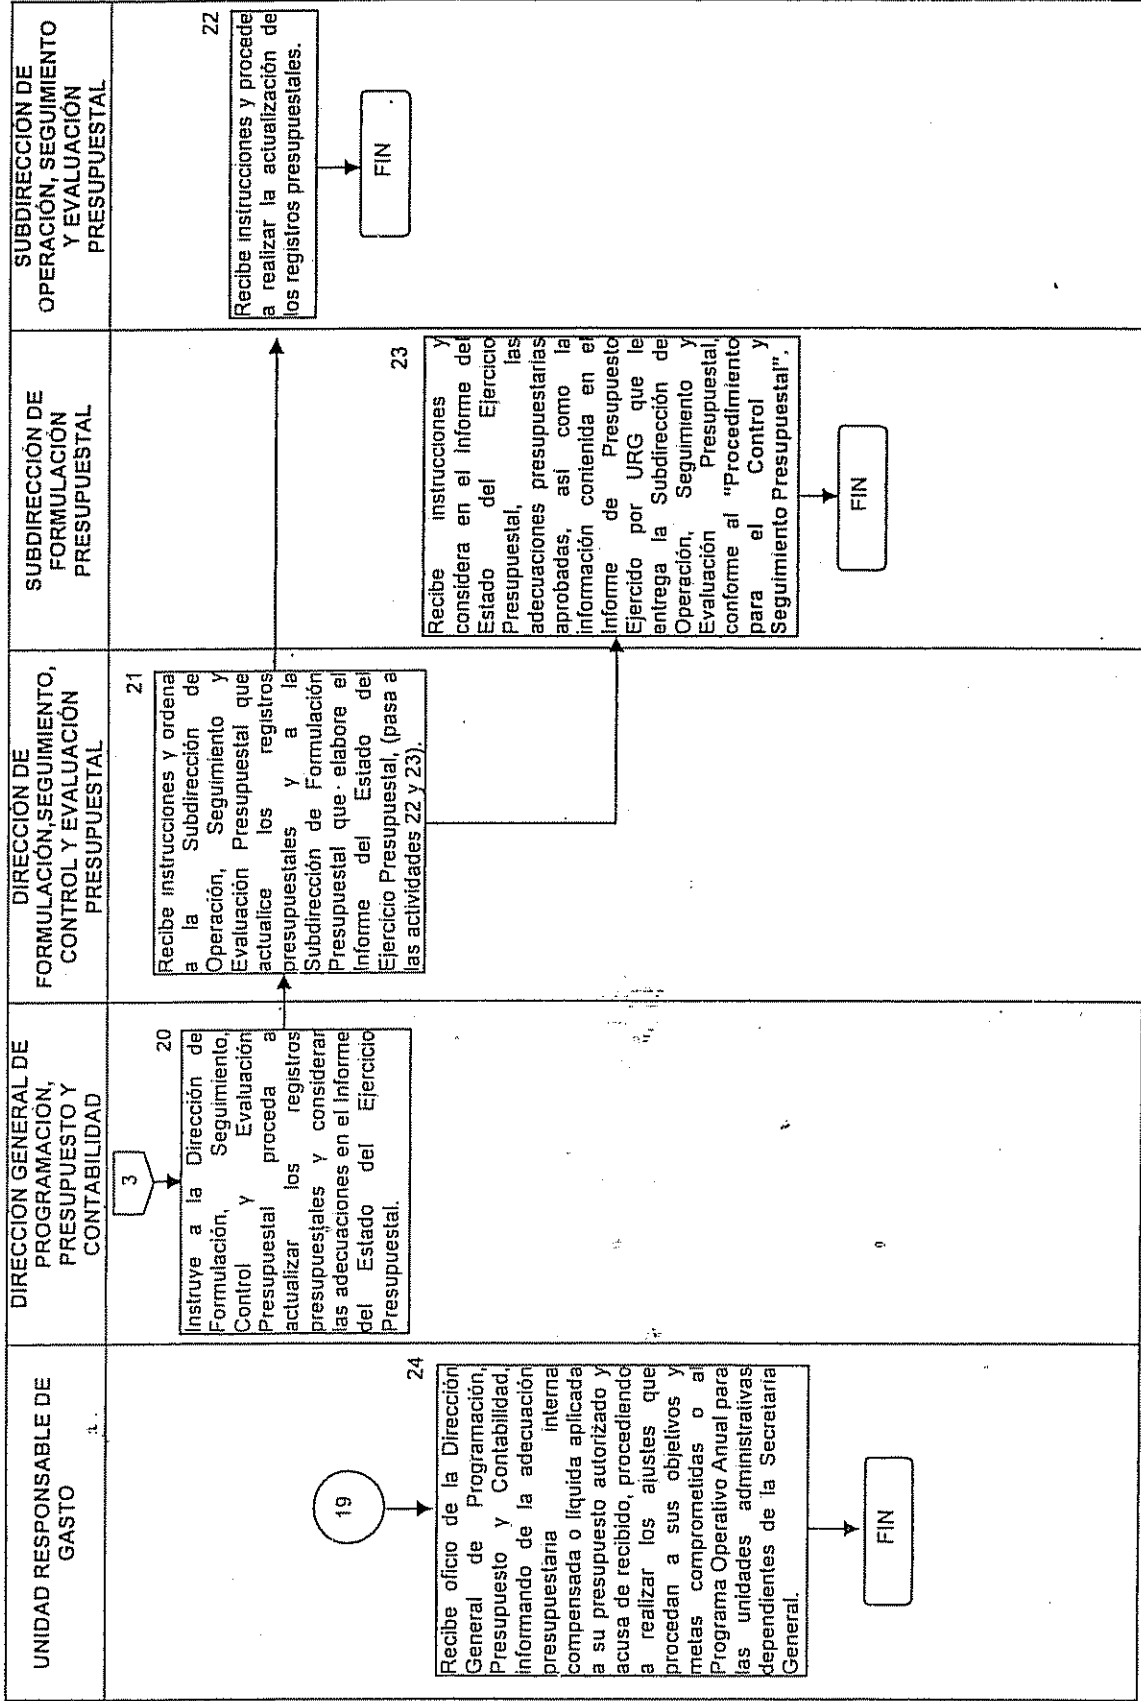 UNIDAD RESPONSABLE DE
GASTO
DIRECCION GENERAL DE
PROGRAMACIÓN,
PRESUPUESTO Y
CONTABILIDAD
DIRECCIÓN DE
FORMULACIÓN,SEGUIMIENTO,
CONTROL Y EVALUACIÓN
PRESUPUESTAL
SUBDIRECCIÓN DE
FORMULACIÓN
PRESUPUESTAL
SUBDIRECCIÓN DE
OPERACIÓN, SEGUIMIENTO
Y EVALUACIÓN
PRESUPUESTAL
3
20
Instruye a la Dirección de
Formulación, Seguimiento,
Control y Evaluación
Presupuestal proceda a
actualizar los registros
presupuestales y considerar
las adecuaciones en el Informe
del Estado del Ejercicio
Presupuestal.
21
Recibe instrucciones y ordena
a la Subdirección de
Operación, Seguimiento y
Evaluación Presupuestal que
actualice los registros
presupuestales y a la
Subdirección de Formulación
Presupuestal que elabore el
Informe del Estado del
Ejercicio Presupuestal, (pasa a
las actividades 22 y 23).
22
Recibe instrucciones y procede
a realizar la actualización de
los registros presupuestales.
FIN
23
Recibe instrucciones y
considera en el Informe del
Estado del Ejercicio
Presupuestal, las
adecuaciones presupuestarias
aprobadas, así como la
información contenida en el
Informe de Presupuesto
Ejercido por URG que le
entrega la Subdirección de
Operación, Seguimiento y
Evaluación Presupuestal,
conforme al "Procedimiento
para el Control y
Seguimiento Presupuestal".
FIN
19
24
Recibe oficio de la Dirección
General de Programación,
Presupuesto y Contabilidad,
informando de la adecuación
presupuestaria interna
compensada o líquida aplicada
a su presupuesto autorizado y
acusa de recibido, procediendo
a realizar los ajustes que
procedan a sus objetivos y
metas comprometidas o al
Programa Operativo Anual para
las unidades administrativas
dependientes de la Secretaría
General.
FIN